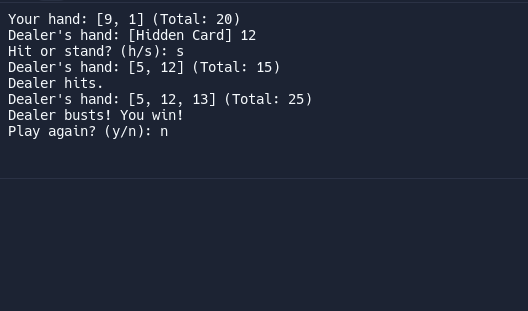 Your hand: [9, 1] (Total: 20)
Dealer's hand: [Hidden Card] 12
Hit or stand? (h/s): s
Dealer's hand: [5, 12] (Total: 15)
Dealer hits.
Dealer's hand: [5, 12, 13] (Total: 25)
Dealer busts! You win!
Play again? (y/n): n